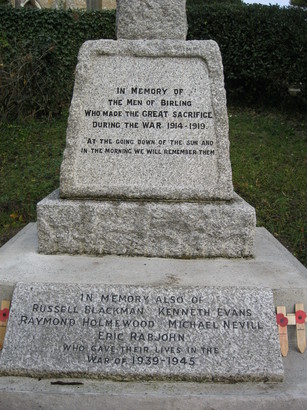 IN MEMORY OF
THE MEN OF BIRLING
WHO MADE THE GREAT SACRIFICE
DURING THE WAR 1914-1919.
AT THE GOING DOWN OF THE SUN AND
IN THE MORNING WE WILL REMEMBER THEM
IN MEMORY ALSO OF
RUSSELL BLACKMAN KENNETH EVANS
RAYMOND HOLMEWOOD MICHAEL NEVILL
ERIC RABJOHN
WHO GAVE THEIR LIVES IN THE
WAR OF 1939-1945